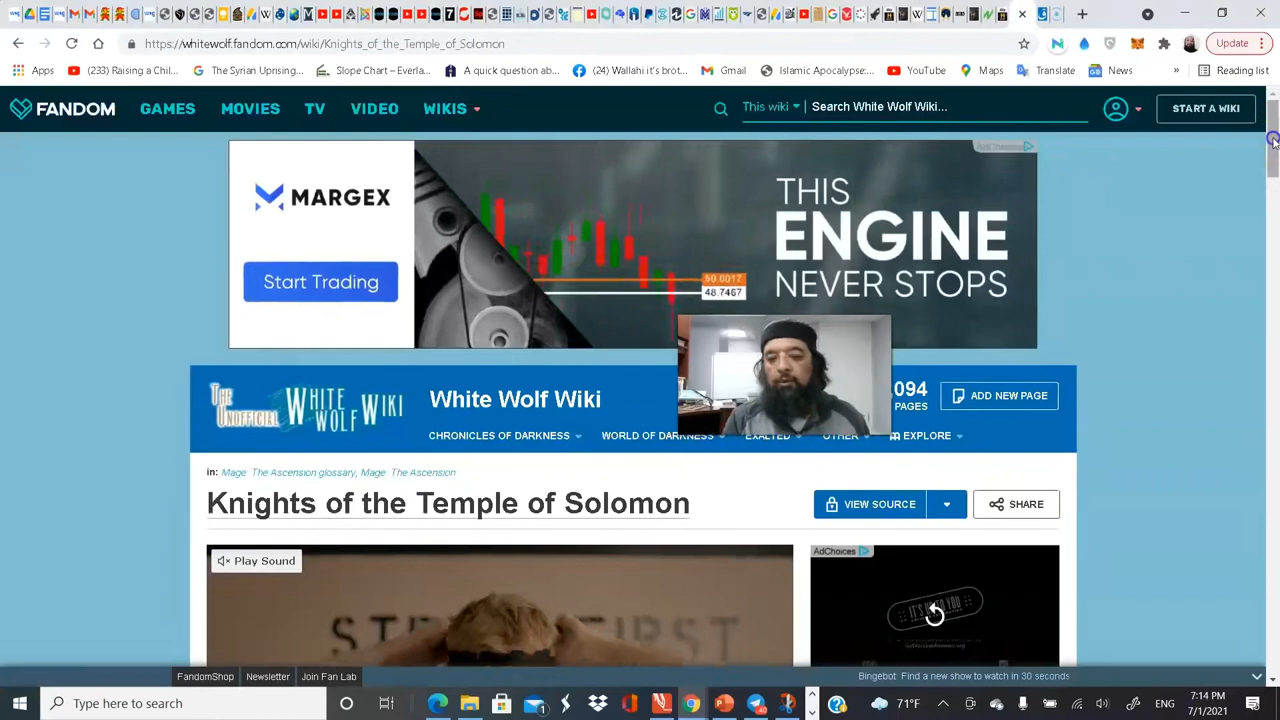 https://whitewolf.fandom.com/wiki/Knights_of_the_Temple_of_Solomon
Update
Apps
(233) Raising a Chil...
The Syrian Uprising...
Slope Chart – Everla...
A quick question ab...
(24) Wallahi it's brot...
Gmail
Islamic Apocalypse:...
YouTube
Maps
Translate
News
»
Reading list
FANDOM
GAMES
MOVIES
TV
VIDEO
WIKIS
This wiki
Search White Wolf Wiki...
START A WIKI
AdChoices
MARGEX
Start Trading
THIS
ENGINE
NEVER STOPS
50.0017
48.7467
THE UNOFFICIAL WHITE WOLF WIKI
White Wolf Wiki
,094
PAGES
ADD NEW PAGE
CHRONICLES OF DARKNESS
WORLD OF DARKNESS
EXALTED
OTHER
EXPLORE
in: Mage: The Ascension glossary, Mage: The Ascension
Knights of the Temple of Solomon
VIEW SOURCE
SHARE
Play Sound
AdChoices
IT'S UP TO YOU
FandomShop
Newsletter
Join Fan Lab
Bingebot: Find a new show to watch in 30 seconds
Type here to search
71°F
ENG
7:14 PM
7/1/2021